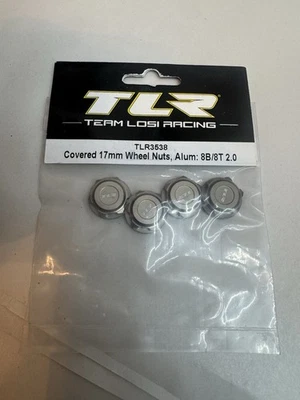 TLR
TEAM LOSI RACING
TLR3538
Covered 17mm Wheel Nuts, Alum: 8B/8T 2.0